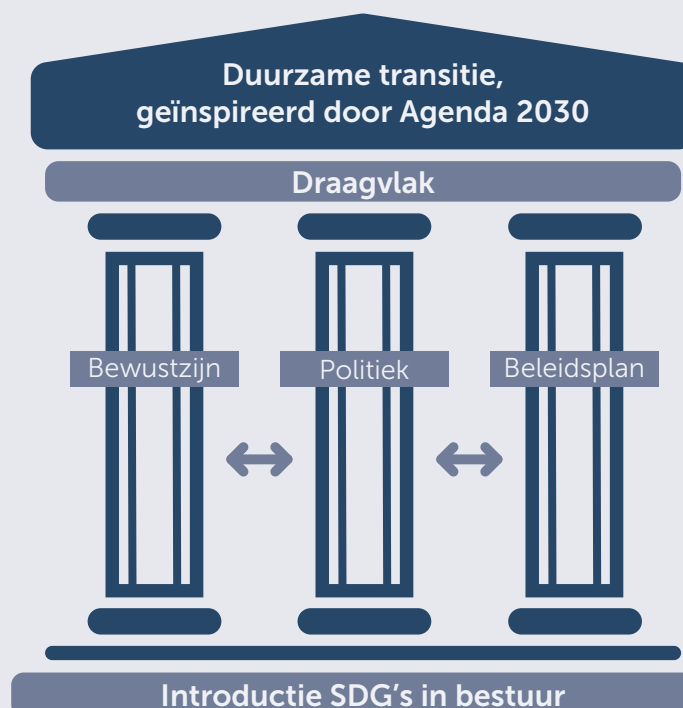 Duurzame transitie,
geïnspireerd door Agenda 2030
Draagvlak
Bewustzijn
Politiek
Beleidsplan
Introductie SDG's in bestuur